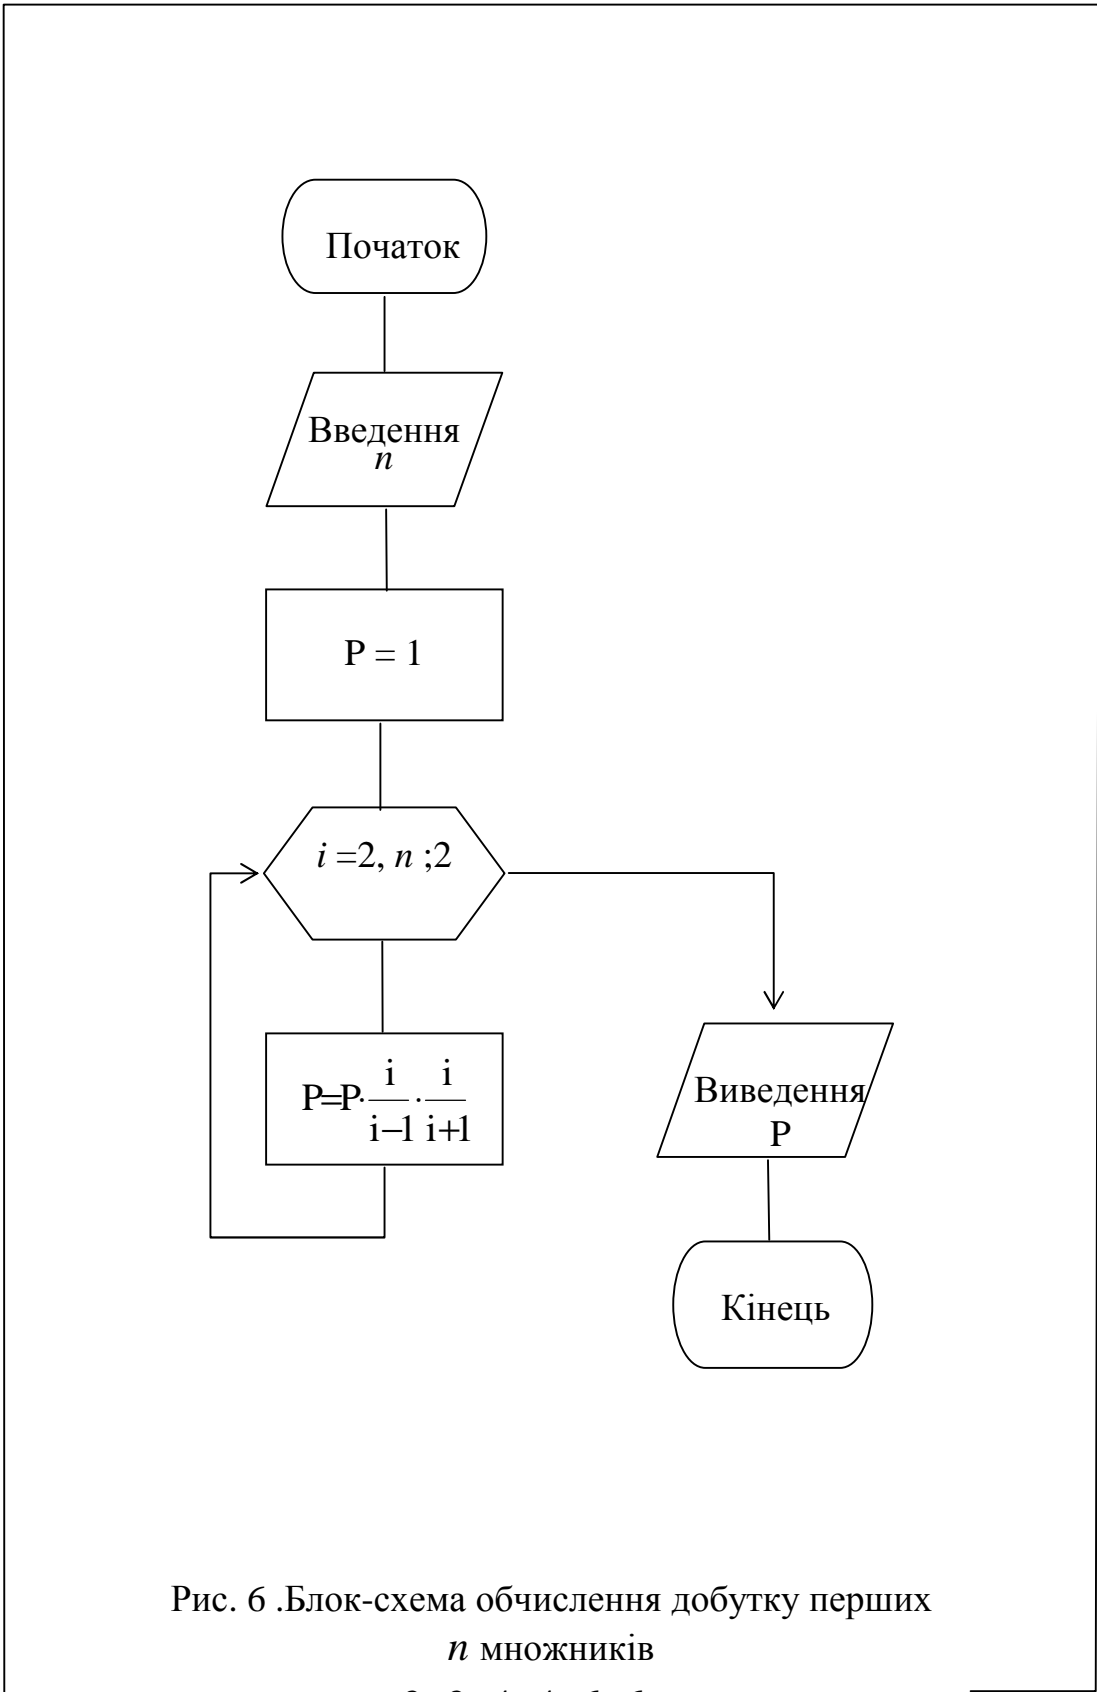 Початок
Введення
n
P = 1
i =2, n ;2
P=P· i/i−1 · i/i+1
Виведення
P
Кінець
Рис. 6 .Блок-схема обчислення добутку перших
n множників